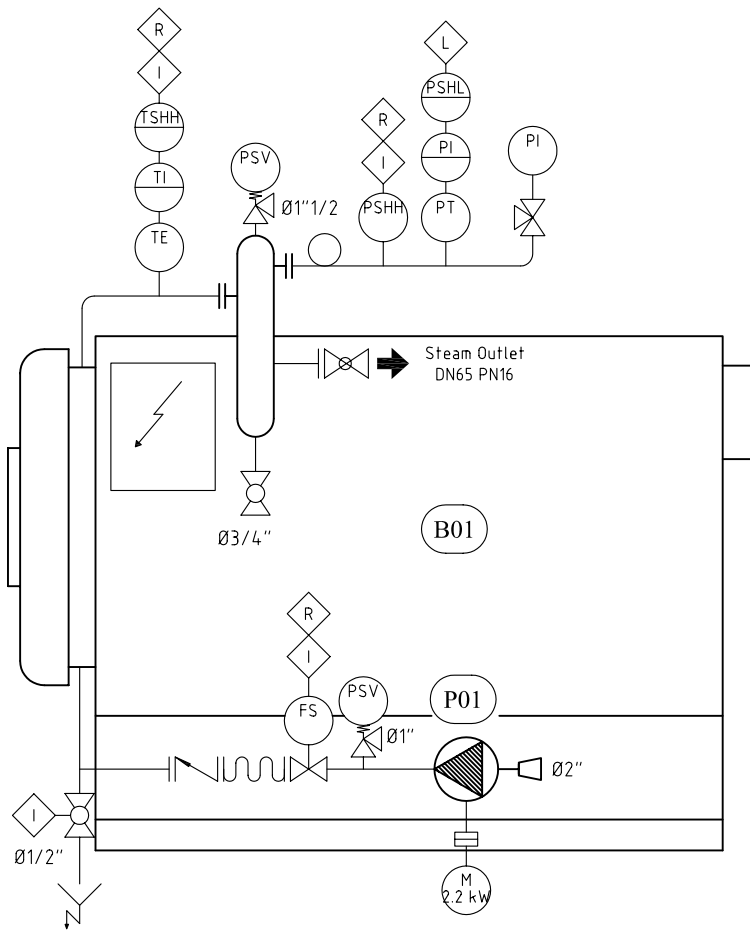 R
I
TSHH
TI
TE
PSV
Ø1"1/2
R
I
PSHH
L
PSHL
PI
PT
PI
Steam Outlet
DN65 PN16
Ø3/4"
B01
R
I
FS
PSV
Ø1"
P01
Ø2"
I
Ø1/2"
M
2.2 kW